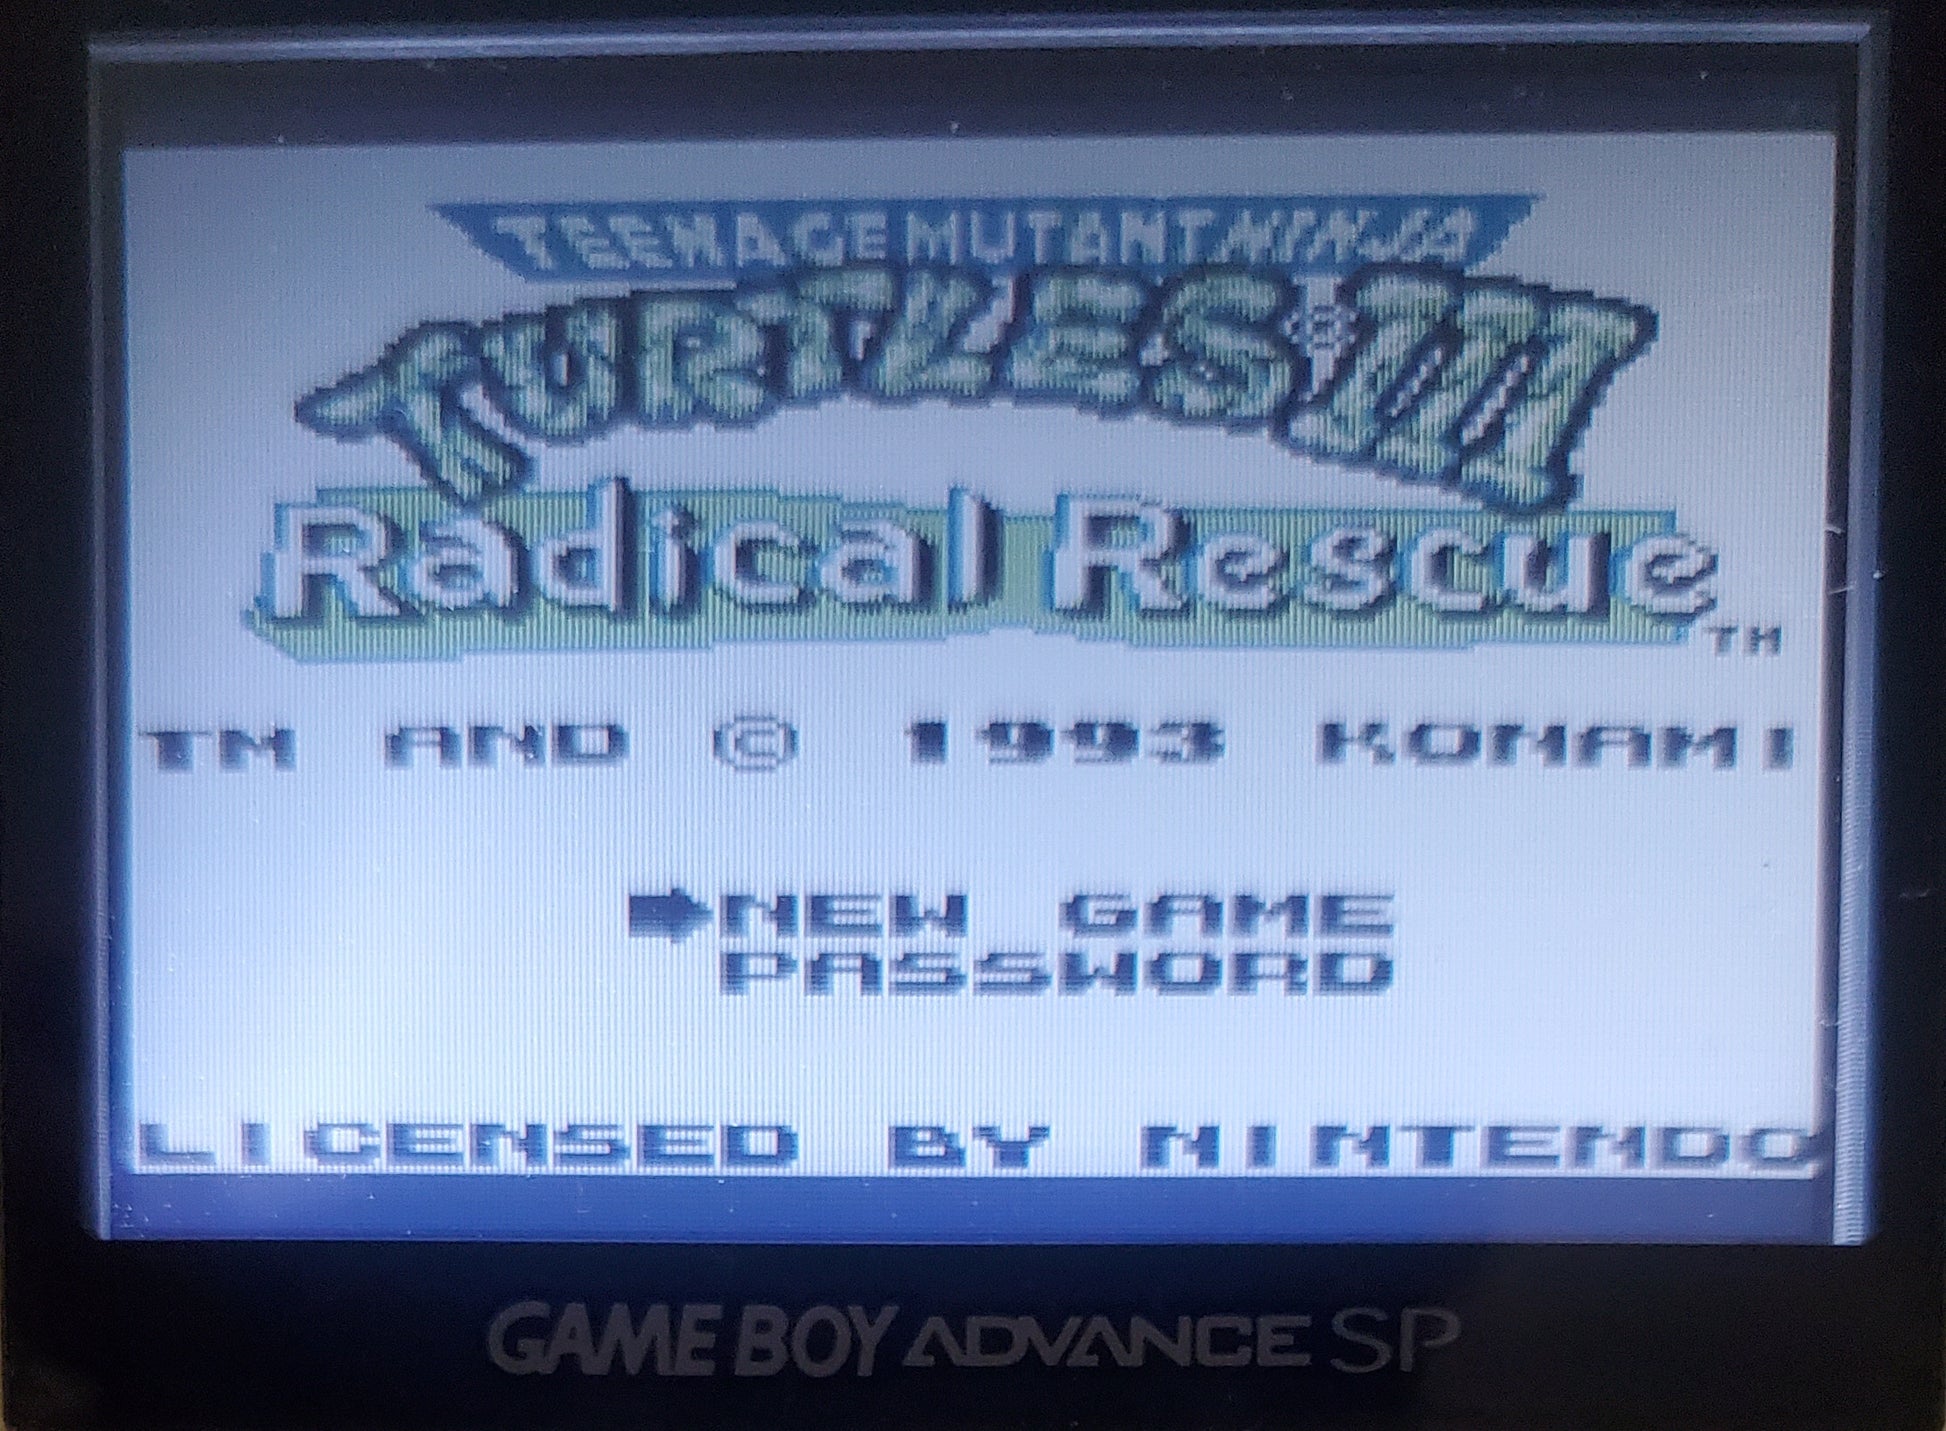 TEENAGE MUTANT NINJA
TURTLES III
Radical Rescue
TM
TM AND © 1993 KONAMI
NEW GAME
PASSWORD
LICENSED BY NINTENDO
GAME BOY ADVANCE SP